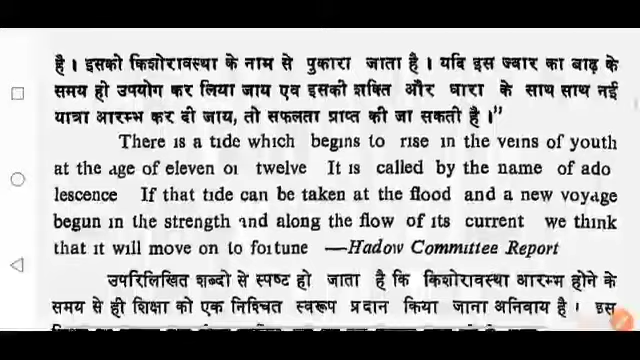 है। इसको किशोरावस्था के नाम से पुकारा जाता है। यदि इस ज्वार का बाढ़ के
समय हो उपयोग कर लिया जाय एव इसकी शक्ति और धारा के साथ साथ नई
यात्रा आरम्भ कर दी जाय, तो सफलता प्राप्त की जा सकती है।"
There is a tide which begins to rise in the veins of youth
at the age of eleven oi twelve It is called by the name of ado
lescence If that tide can be taken at the flood and a new voyage
begun in the strength and along the flow of its current we think
that it will move on to foitune —Hadow Committee Report
उपरिलिखित शब्दो से स्पष्ट हो जाता है कि किशोरावस्था आरम्भ होने के
समय से ही शिक्षा को एक निश्चित स्वरूप प्रदान किया जाना अनिवाय है। इस